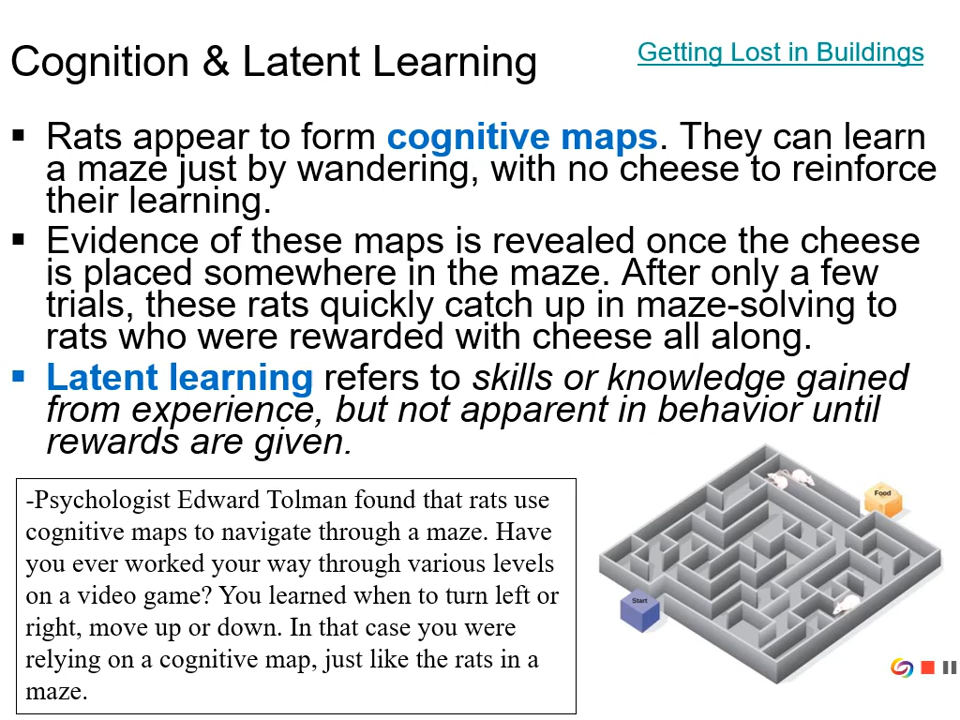 Cognition & Latent Learning
Getting Lost in Buildings
▪ Rats appear to form cognitive maps. They can learn
a maze just by wandering, with no cheese to reinforce
their learning.
▪ Evidence of these maps is revealed once the cheese
is placed somewhere in the maze. After only a few
trials, these rats quickly catch up in maze-solving to
rats who were rewarded with cheese all along.
▪ Latent learning refers to skills or knowledge gained
from experience, but not apparent in behavior until
rewards are given.
-Psychologist Edward Tolman found that rats use
cognitive maps to navigate through a maze. Have
you ever worked your way through various levels
on a video game? You learned when to turn left or
right, move up or down. In that case you were
relying on a cognitive map, just like the rats in a
maze.
Food
Start